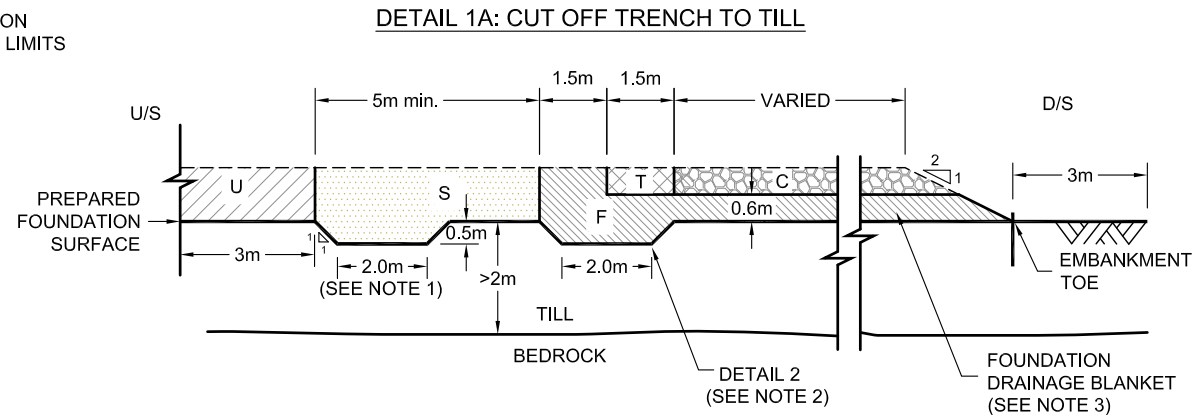 ON
LIMITS
DETAIL 1A: CUT OFF TRENCH TO TILL
1.5m
1.5m
5m min.
VARIED
U/S
D/S
2
1
3m
U
S
T
C
F
0.6m
PREPARED
FOUNDATION
SURFACE
1
1
0.5m
3m
2.0m
(SEE NOTE 1)
>2m
2.0m
EMBANKMENT
TOE
TILL
BEDROCK
DETAIL 2
(SEE NOTE 2)
FOUNDATION
DRAINAGE BLANKET
(SEE NOTE 3)